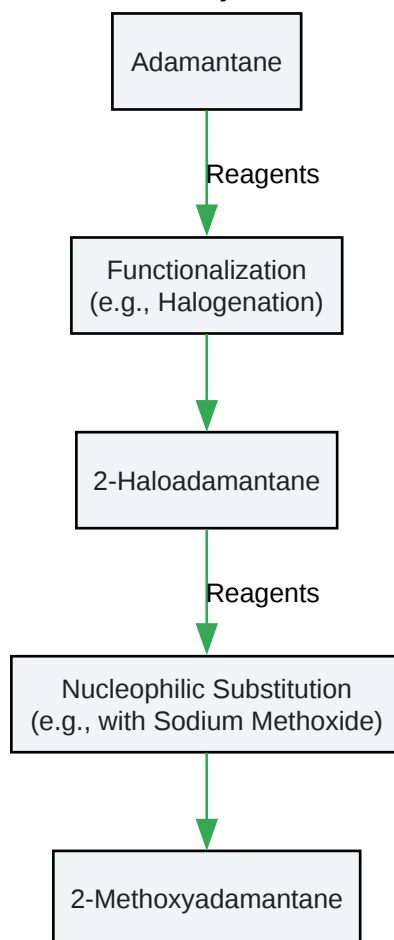 Adamantane
Reagents
Functionalization
(e.g., Halogenation)
2-Haloadamantane
Reagents
Nucleophilic Substitution
(e.g., with Sodium Methoxide)
2-Methoxyadamantane